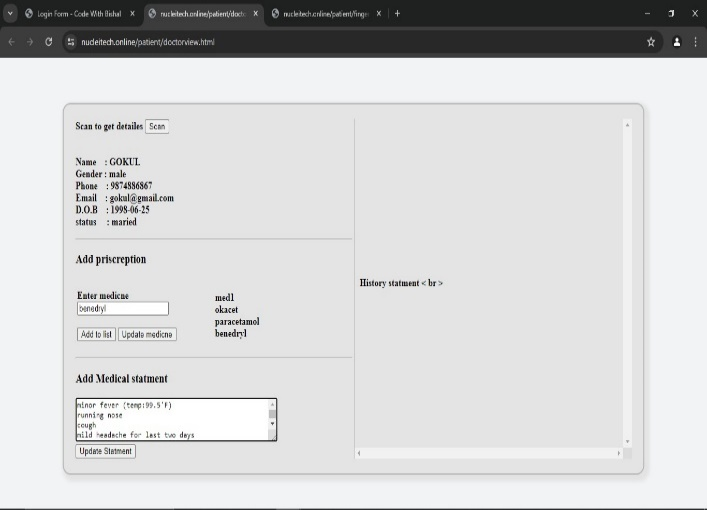 Login Form - Code With Bishal
nucleitech.online/patient/docto
nucleitech.online/patient/finge
nucleitech.online/patient/doctorview.html
Scan to get detailes Scan
Name : GOKUL
Gender : male
Phone : 9874886867
Email : gokul@gmail.com
D.O.B : 1998-06-25
status : maried
Add priscreption
Enter medicne
benedryl
Add to list Update medicne
med1
okacet
paracetamol
benedryl
Add Medical statment
minor fever (temp:99.5'F)
running nose
cough
mild headache for last two days
Update Statment
History statment < br >